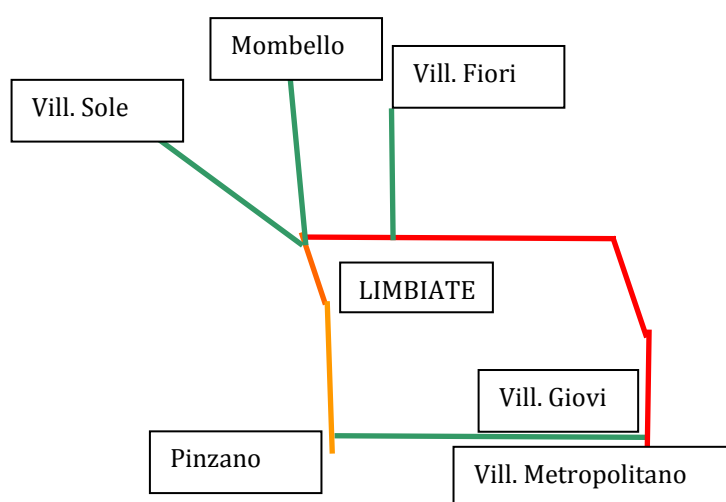 Mombello
Vill. Fiori
Vill. Sole
LIMBIATE
Vill. Giovi
Pinzano
Vill. Metropolitano